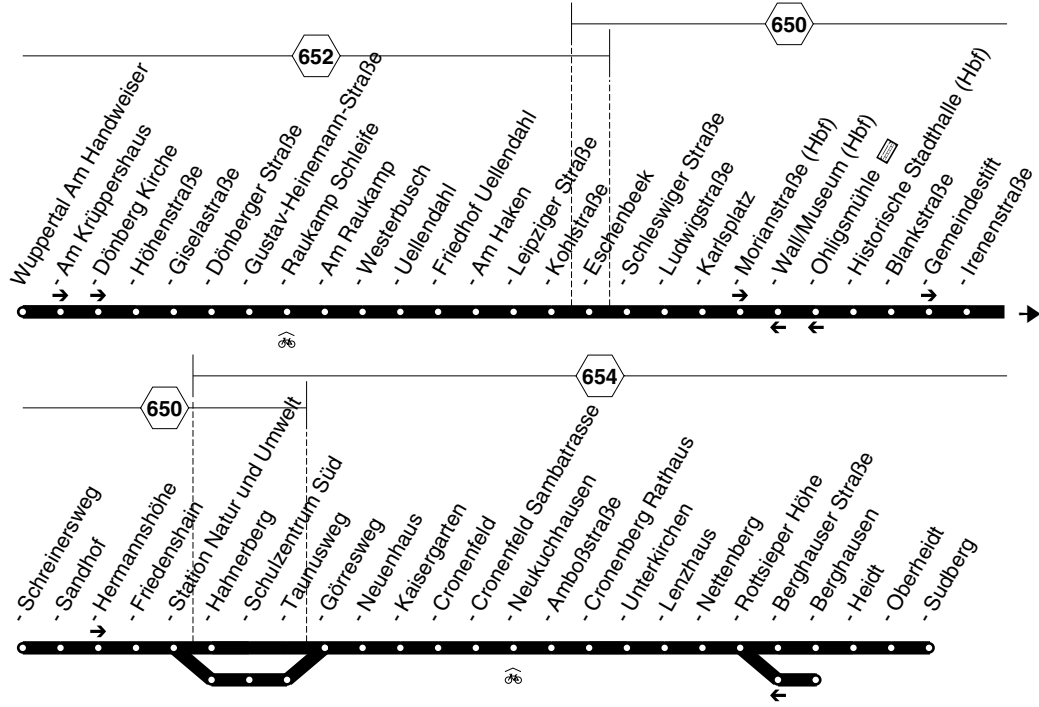 650
652
Wuppertal Am Handweiser
- Am Krüppershaus
- Dönberg Kirche
- Höhenstraße
- Giselastraße
- Dönberger Straße
- Gustav-Heinemann-Straße
- Raukamp Schleife
- Am Raukamp
- Westerbusch
- Uellendahl
- Friedhof Uellendahl
- Am Haken
- Leipziger Straße
- Kohlstraße
- Eschenbeek
- Schleswiger Straße
- Ludwigstraße
- Karlsplatz
- Morianstraße (Hbf)
- Wall/Museum (Hbf)
- Ohligsmühle
- Historische Stadthalle (Hbf)
- Blankstraße
- Gemeindestift
- Irenenstraße
654
650
- Schreinersweg
- Sandhof
- Hermannshöhe
- Friedenshain
- Station Natur und Umwelt
- Hahnerberg
- Schulzentrum Süd
- Taunusweg
- Görresweg
- Neuenhaus
- Kaisergarten
- Cronenfeld
- Cronenfeld Sambatrasse
- Neukuchhausen
- Amboßstraße
- Cronenberg Rathaus
- Unterkirchen
- Lenzhaus
- Nettenberg
- Rottsieper Höhe
- Berghauser Straße
- Berghausen
- Heidt
- Oberheidt
- Sudberg